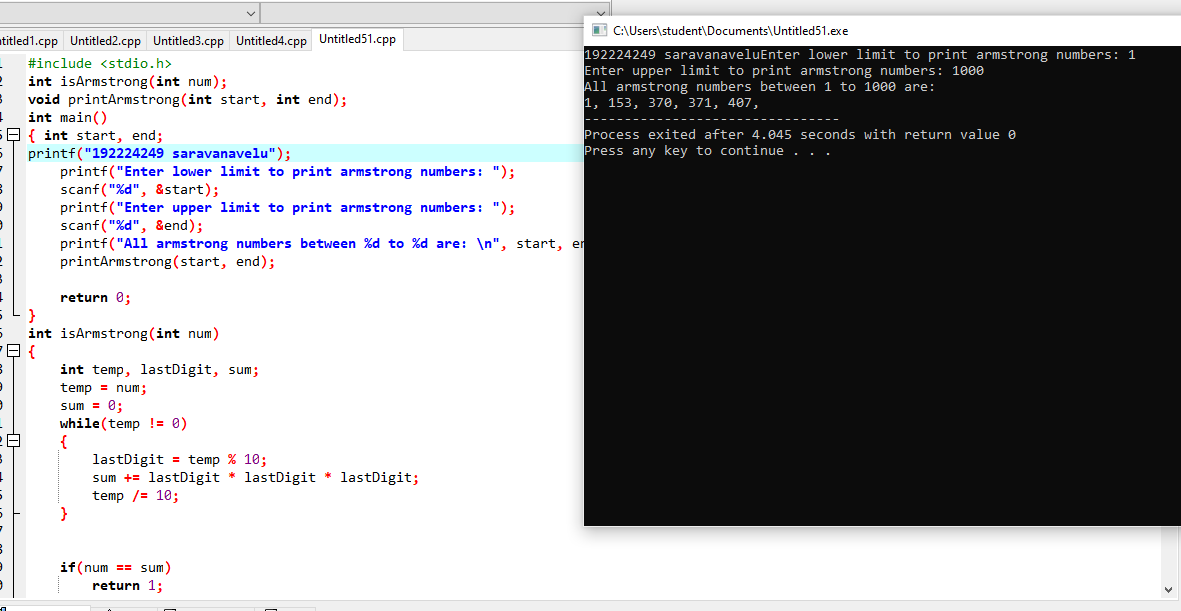 ntitled1.cpp Untitled2.cpp Untitled3.cpp Untitled4.cpp Untitled51.cpp
#include <stdio.h>
int isArmstrong(int num);
void printArmstrong(int start, int end);
int main()
{ int start, end;
printf("192224249 saravanavelu");
printf("Enter lower limit to print armstrong numbers: ");
scanf("%d", &start);
printf("Enter upper limit to print armstrong numbers: ");
scanf("%d", &end);
printf("All armstrong numbers between %d to %d are: \n", start, en
printArmstrong(start, end);
return 0;
}
int isArmstrong(int num)
{
int temp, lastDigit, sum;
temp = num;
sum = 0;
while(temp != 0)
{
lastDigit = temp % 10;
sum += lastDigit * lastDigit * lastDigit;
temp /= 10;
}
if(num == sum)
return 1;
C:\Users\student\Documents\Untitled51.exe
192224249 saravanaveluEnter lower limit to print armstrong numbers: 1
Enter upper limit to print armstrong numbers: 1000
All armstrong numbers between 1 to 1000 are:
1, 153, 370, 371, 407,
--------------------------------
Process exited after 4.045 seconds with return value 0
Press any key to continue . . .